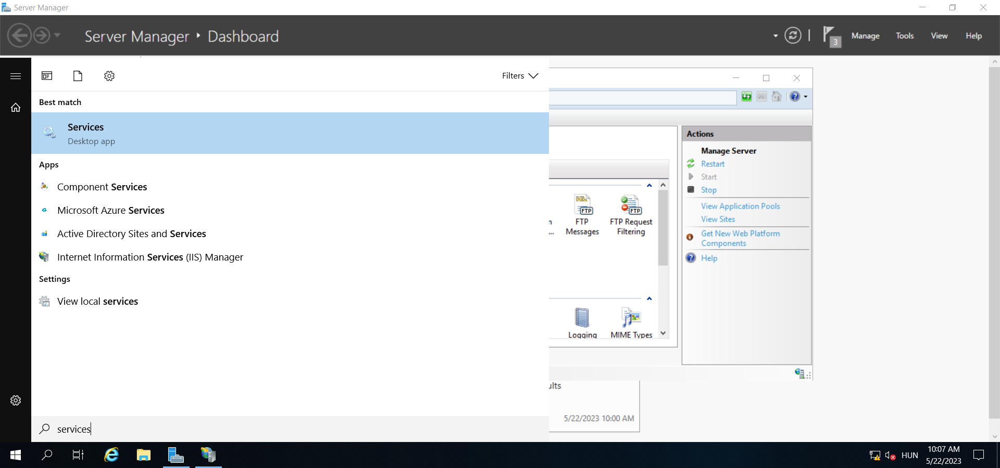 Server Manager
Server Manager
Dashboard
3
Manage
Tools
View
Help
Filters
Best match
Services
Desktop app
Apps
Component Services
Microsoft Azure Services
Active Directory Sites and Services
Internet Information Services (IIS) Manager
Settings
View local services
services
FTP
FTP
Messages
FTP
FTP Request
Filtering
Logging
MIME Types
Actions
Manage Server
Restart
Start
Stop
View Application Pools
View Sites
Get New Web Platform
Components
Help
5/22/2023 10:00 AM
HUN
10:07 AM
5/22/2023